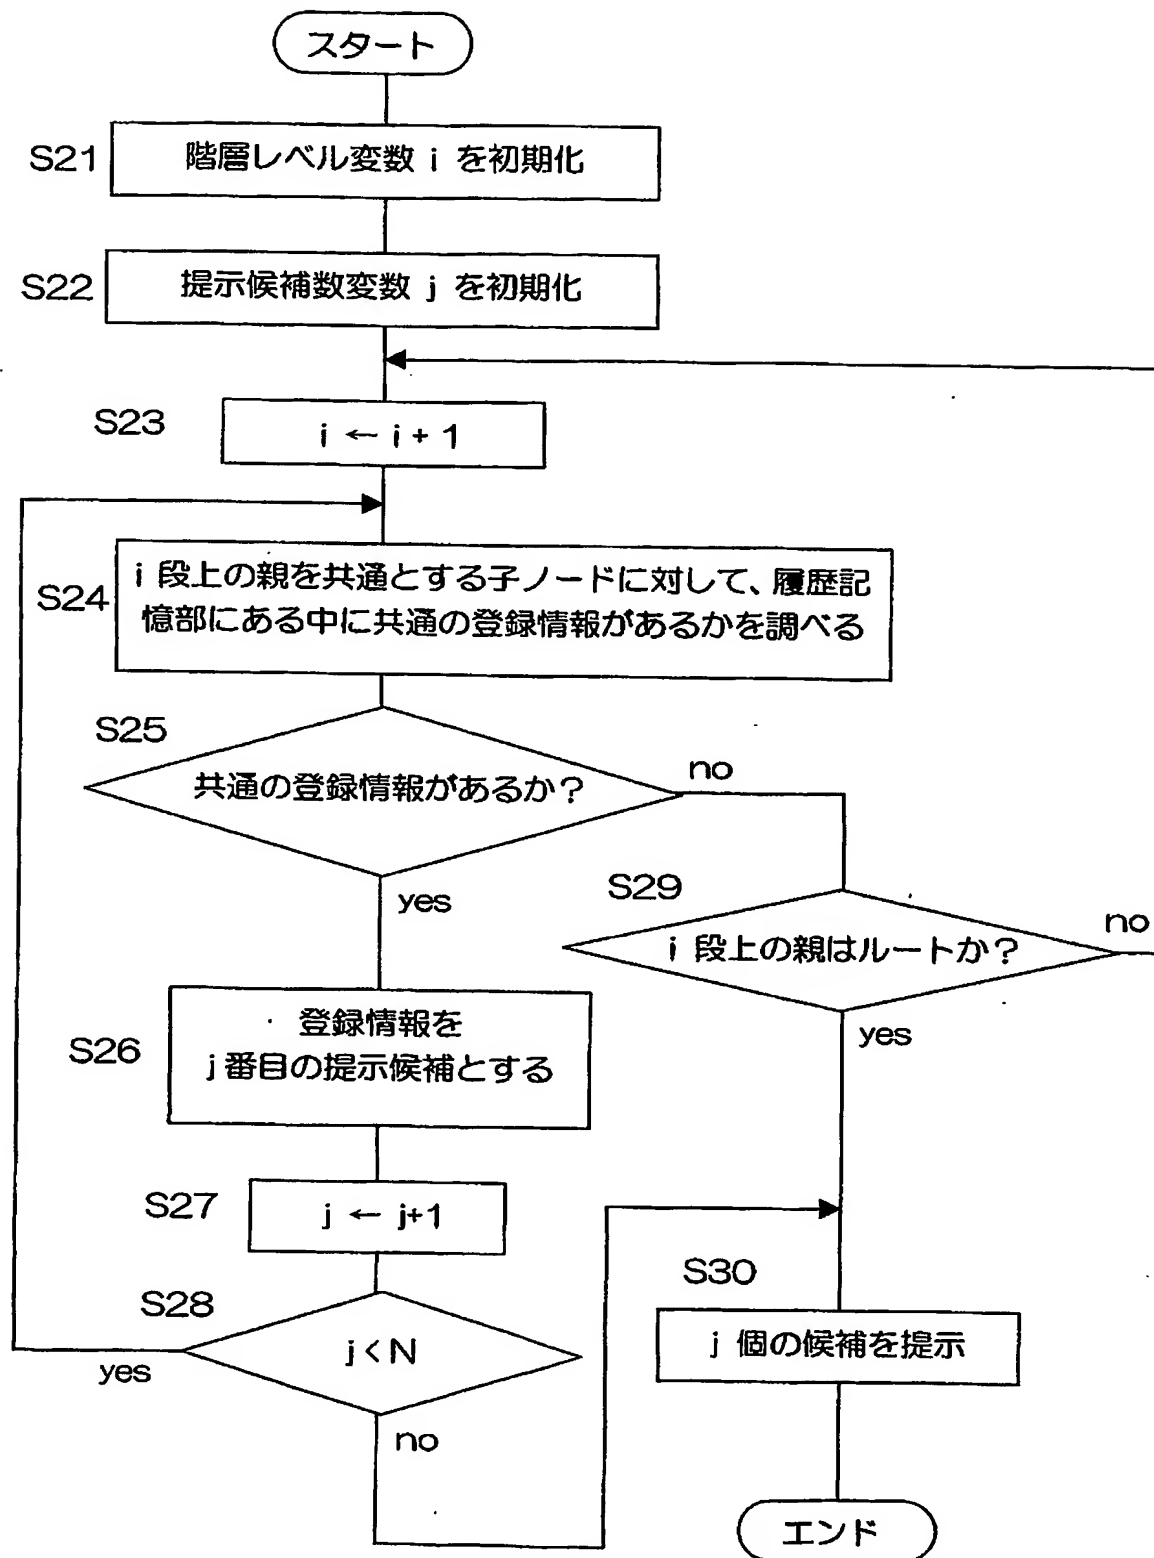 スタート
S21
階層レベル変数 i を初期化
S22
提示候補数変数 j を初期化
S23
i ← i + 1
S24
i 段上の親を共通とする子ノードに対して、履歴記
憶部にある中に共通の登録情報があるかを調べる
S25
共通の登録情報があるか？
no
yes
S29
i 段上の親はルートか？
no
yes
S26
登録情報を
j 番目の提示候補とする
S27
j ← j+1
S28
j < N
yes
no
S30
j 個の候補を提示
エンド